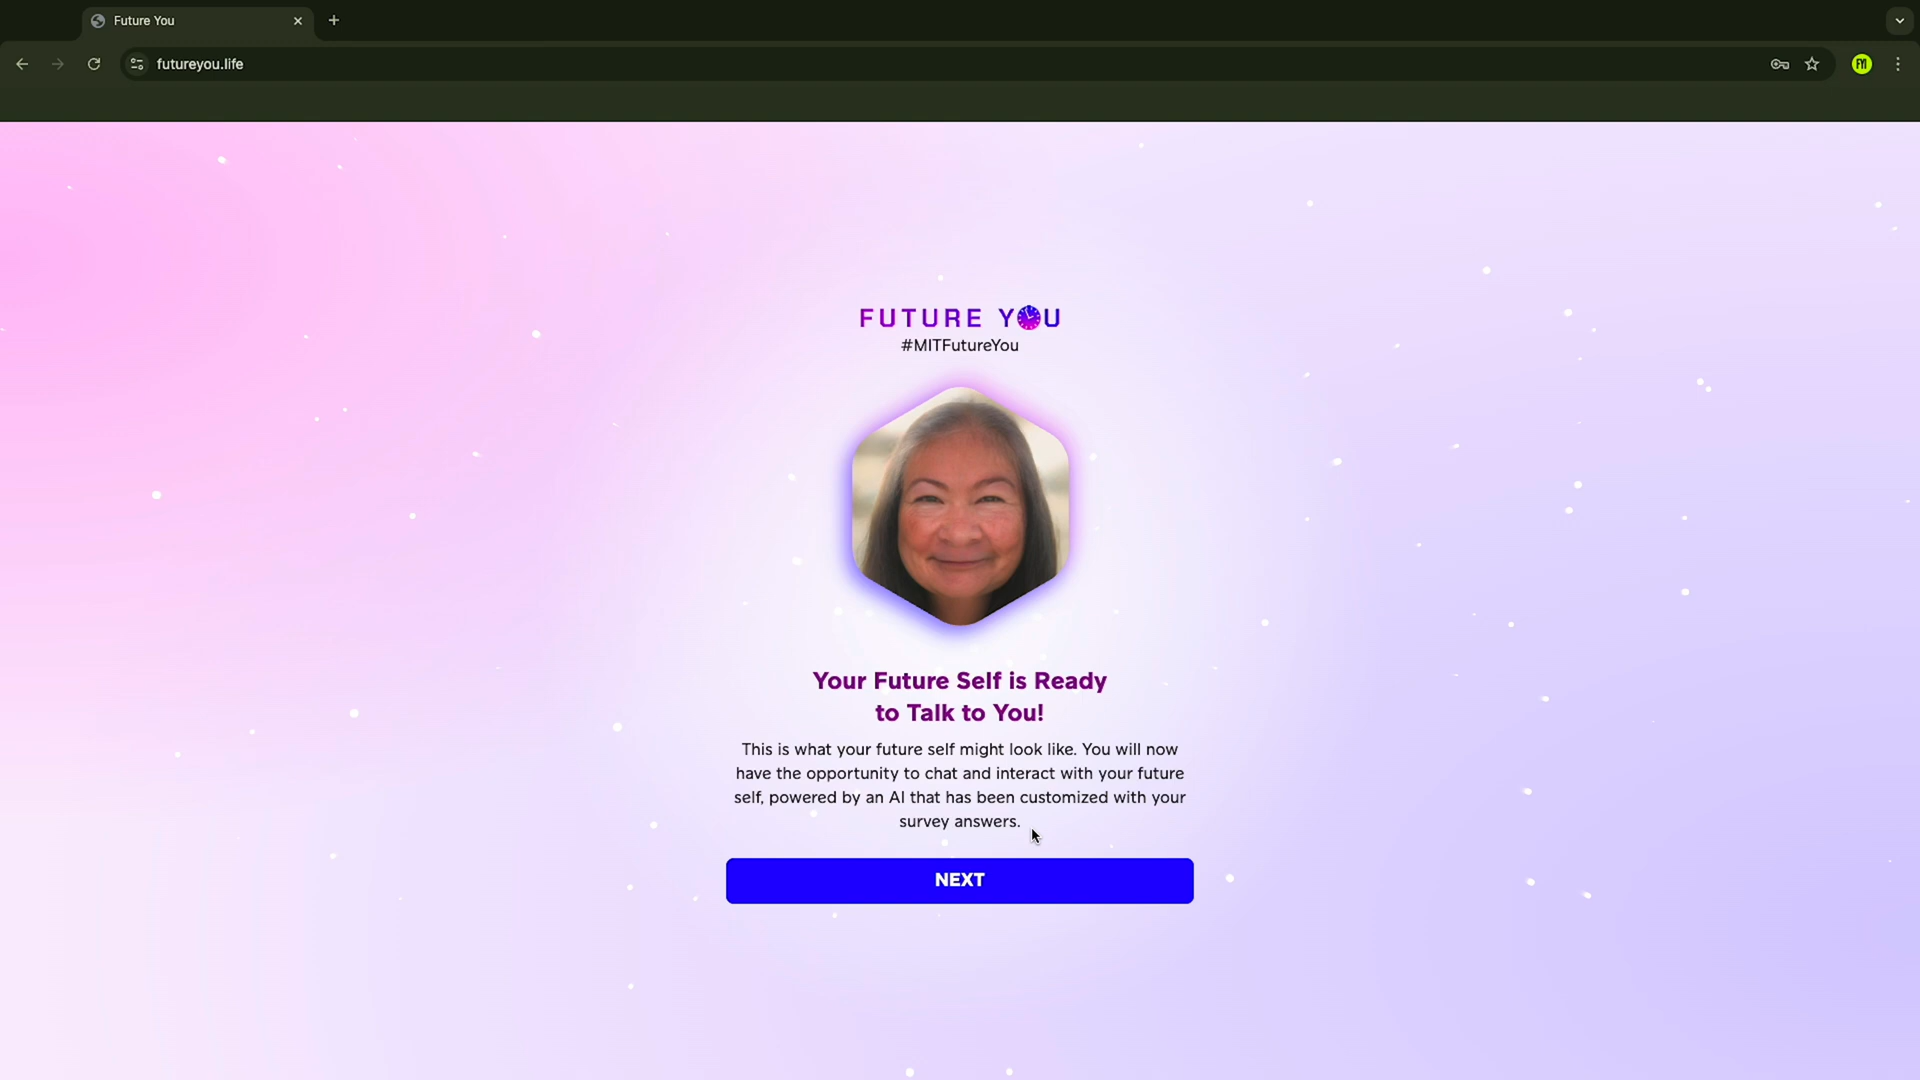 Future You
futureyou.life
FUTURE YOU
#MITFutureYou
Your Future Self is Ready
to Talk to You!
This is what your future self might look like. You will now
have the opportunity to chat and interact with your future
self, powered by an AI that has been customized with your
survey answers.
NEXT